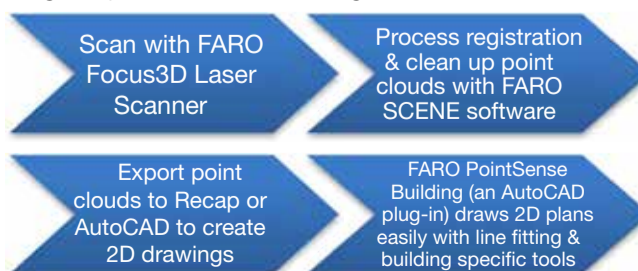 Scan with FARO
Focus3D Laser
Scanner
Process registration
& clean up point
clouds with FARO
SCENE software
Export point
clouds to Recap or
AutoCAD to create
2D drawings
FARO PointSense
Building (an AutoCAD
plug-in) draws 2D plans
easily with line fitting &
building specific tools